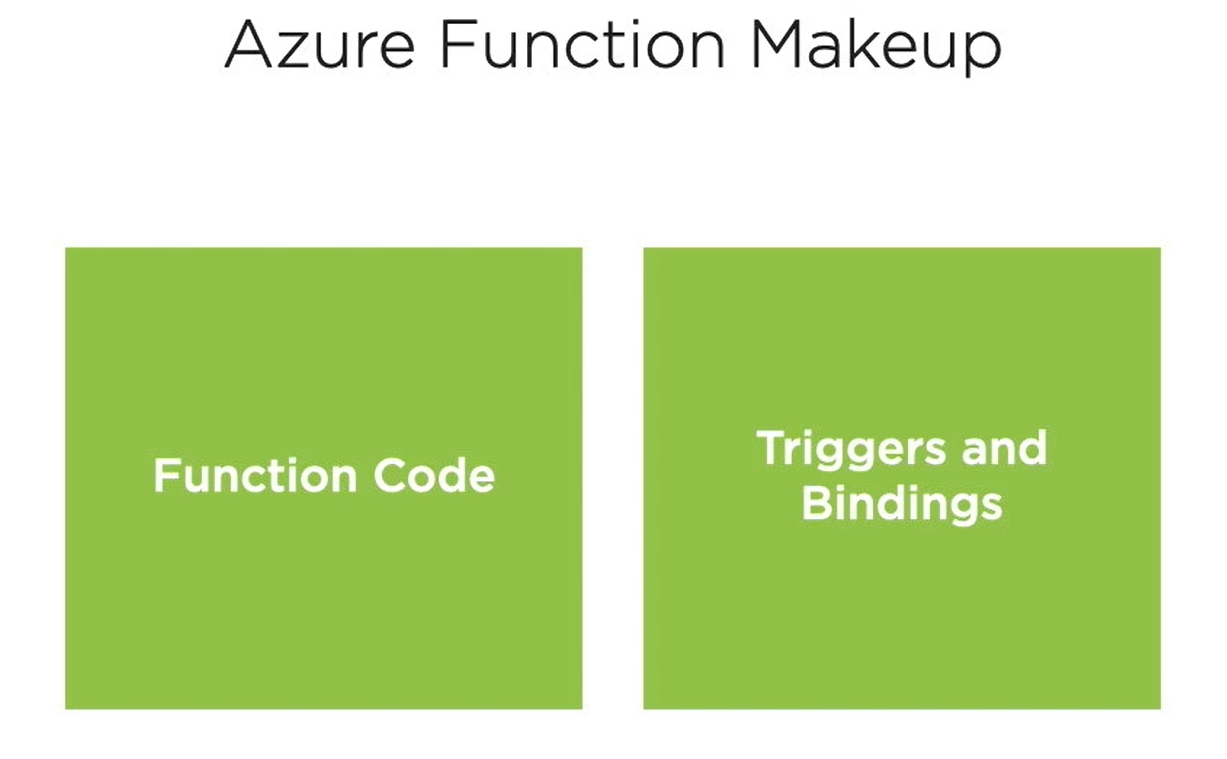 Azure Function Makeup
Function Code
Triggers and
Bindings